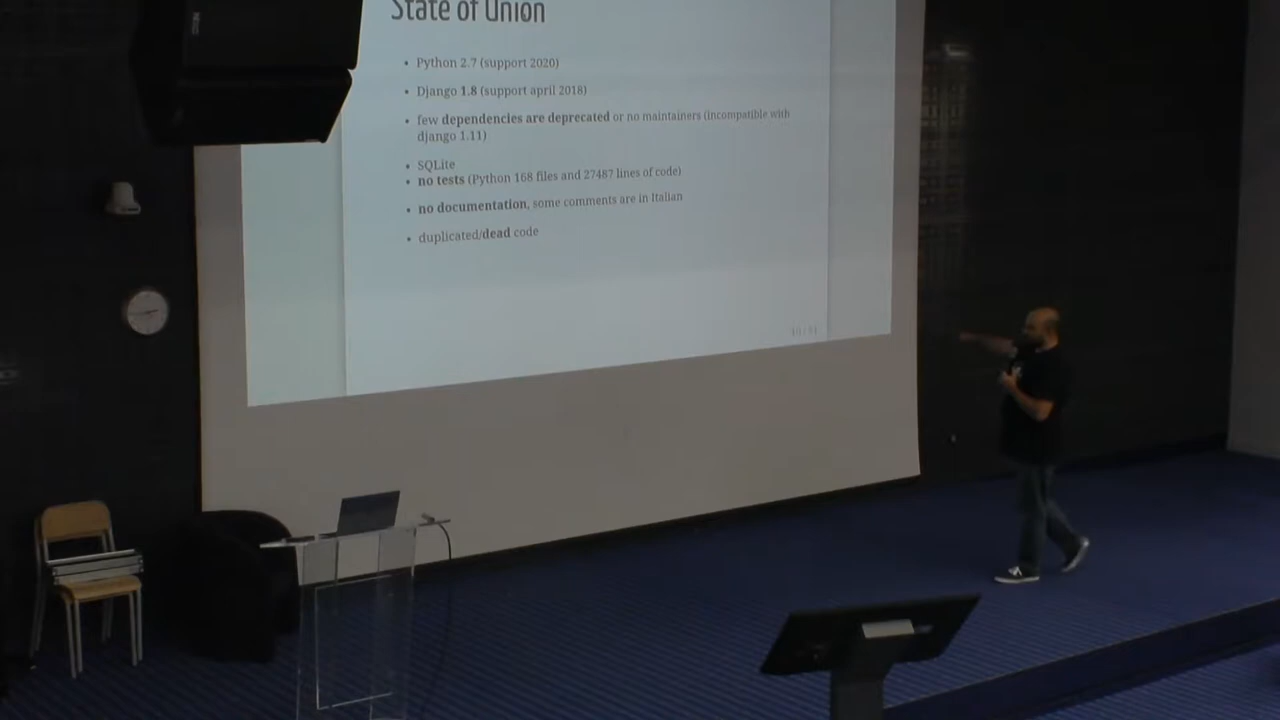 State of Union
• Python 2.7 (support 2020)
• Django 1.8 (support april 2018)
• few dependencies are deprecated or no maintainers (incompatible with
django 1.11)
• SQLite
• no tests (Python 168 files and 27487 lines of code)
• no documentation, some comments are in Italian
• duplicated/dead code